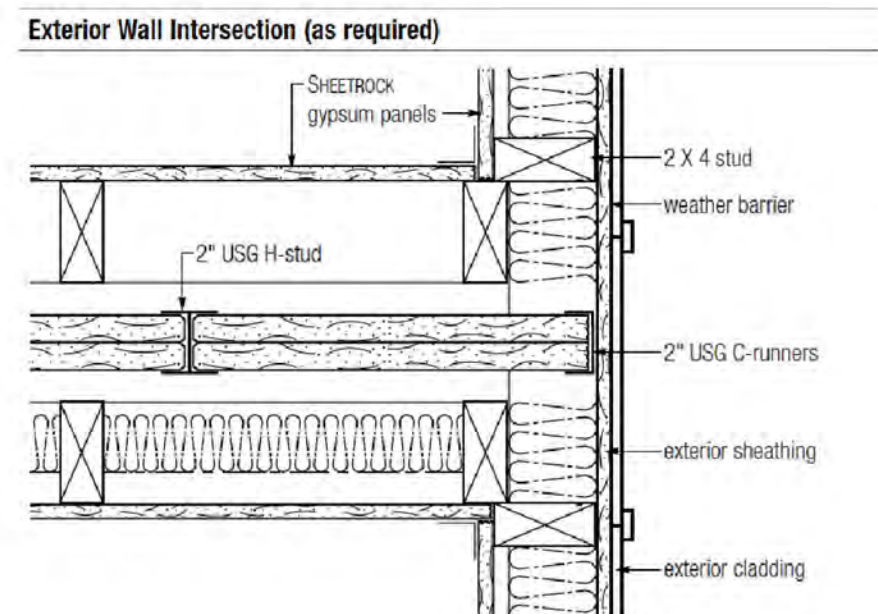 Exterior Wall Intersection (as required)
SHEETROCK
gypsum panels
2 X 4 stud
weather barrier
2" USG H-stud
2" USG C-runners
exterior sheathing
exterior cladding